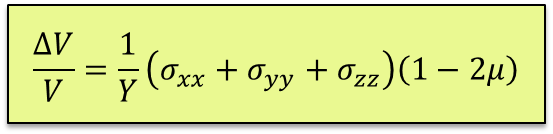 ΔV/V = 1/Y (σ_xx + σ_yy + σ_zz)(1 − 2μ)